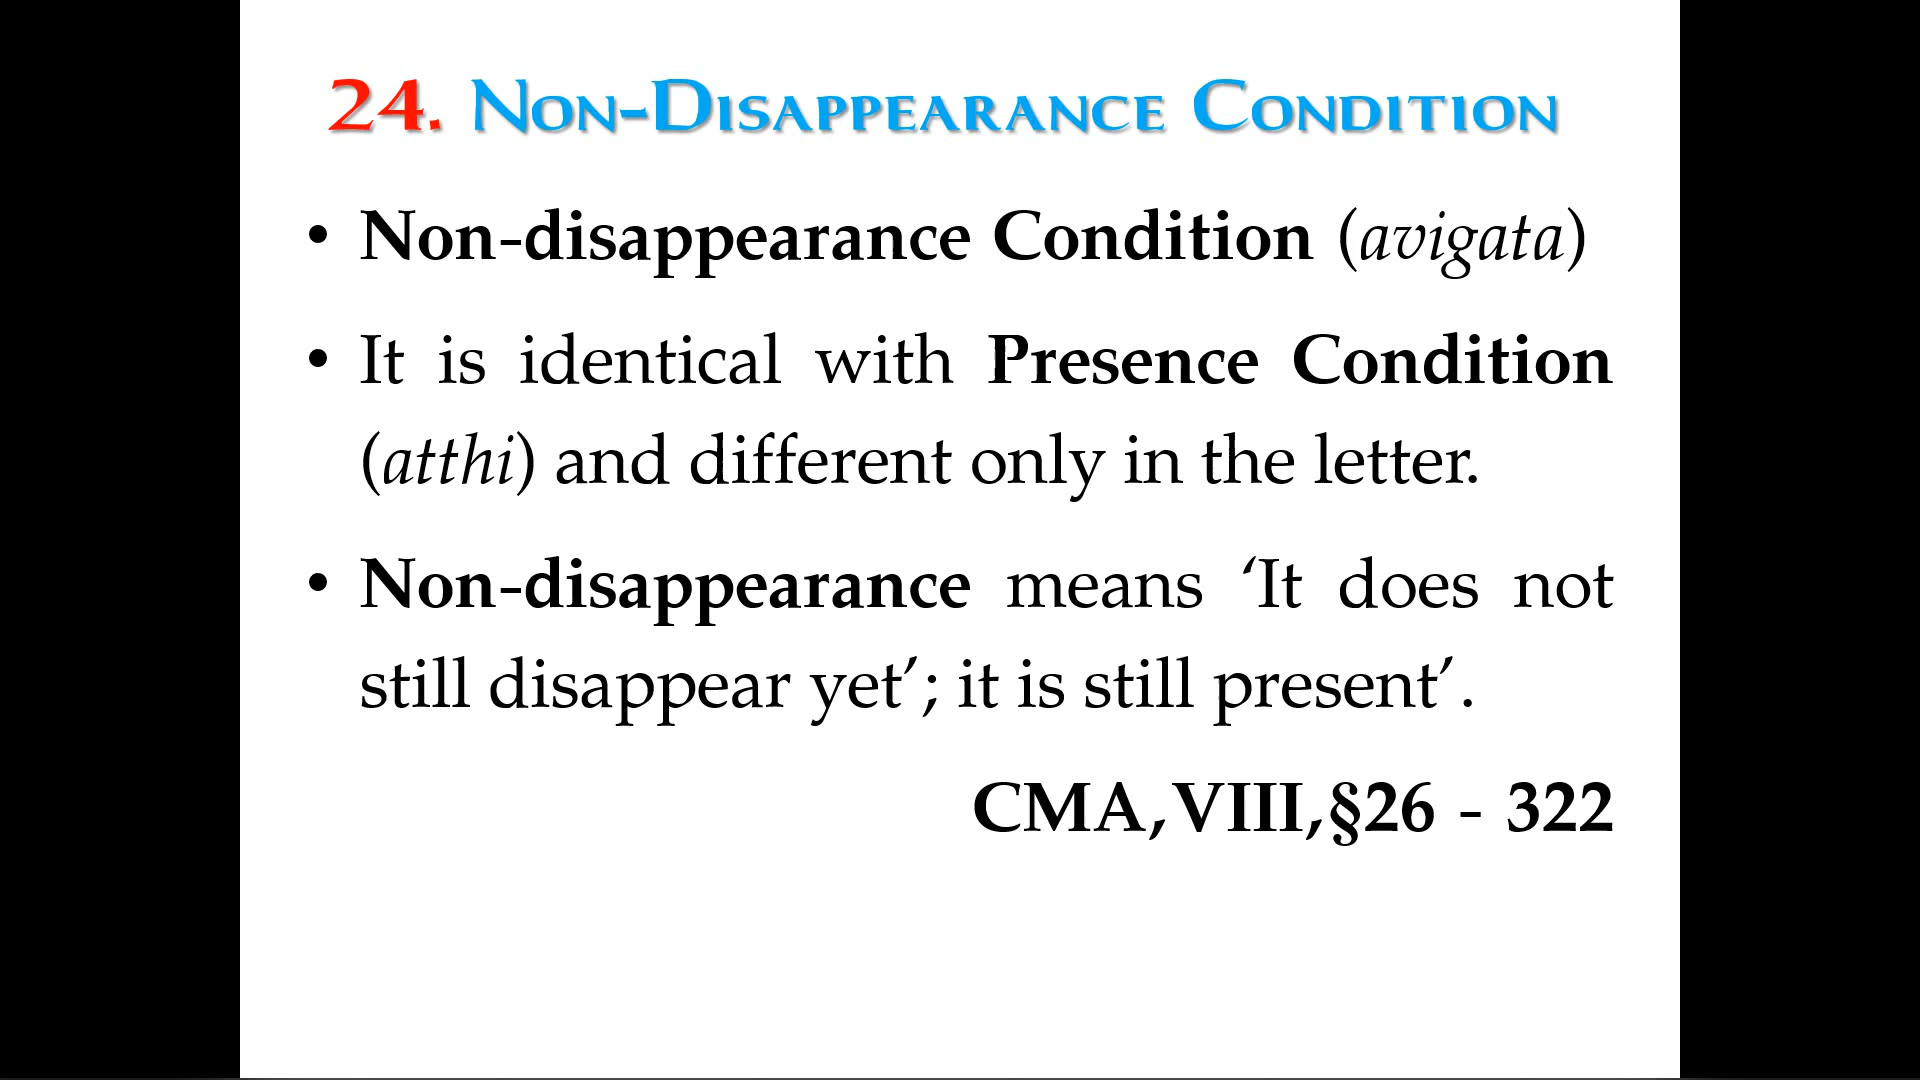 24. Non-Disappearance Condition
• Non-disappearance Condition (avigata)
• It is identical with Presence Condition
(atthi) and different only in the letter.
• Non-disappearance means ‘It does not
still disappear yet’; it is still present’.
CMA, VIII,§26 - 322